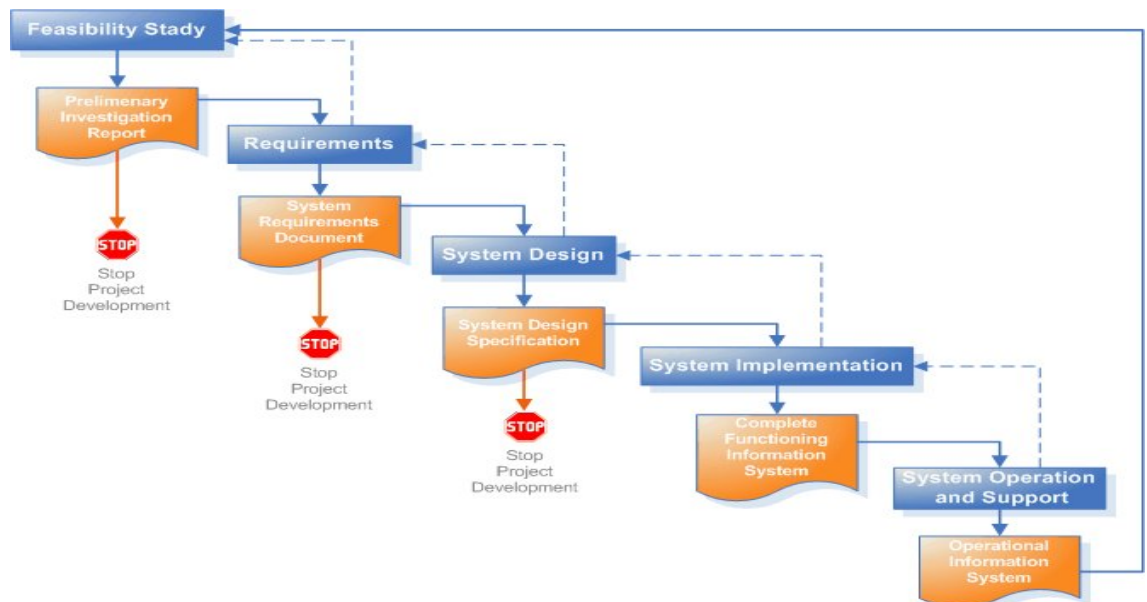 Feasibility Stady
Prelimenary
Investigation
Report
STOP
Stop
Project
Development
Requirements
System
Requirements
Document
STOP
Stop
Project
Development
System Design
System Design
Specification
STOP
Stop
Project
Development
System Implementation
Complete
Functioning
Information
System
System Operation
and Support
Operational
Information
System